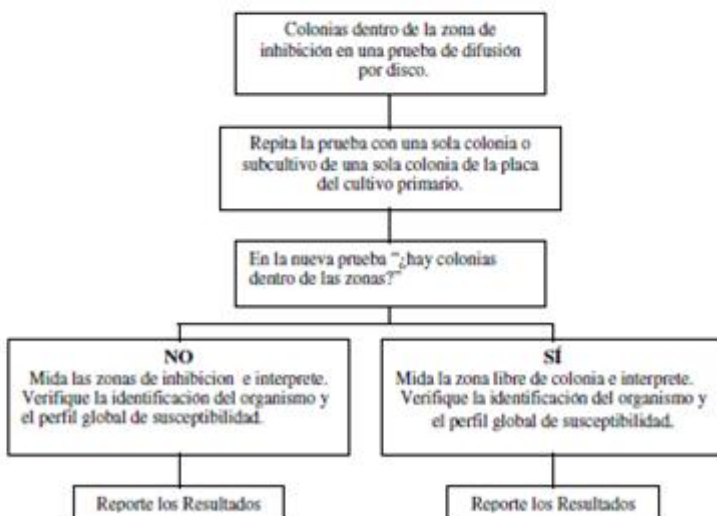 Colonias dentro de la zona de
inhibición en una prueba de difusión
por disco.
Repita la prueba con una sola colonia o
subcultivo de una sola colonia de la placa
del cultivo primario.
En la nueva prueba "¿hay colonias
dentro de las zonas?"
NO
Mida las zonas de inhibicion e interprete.
Verifique la identificación del organismo y
el perfil global de susceptibilidad.
SÍ
Mida la zona libre de colonia e interprete.
Verifique la identificación del organismo y
el perfil global de susceptibilidad.
Reporte los Resultados
Reporte los Resultados